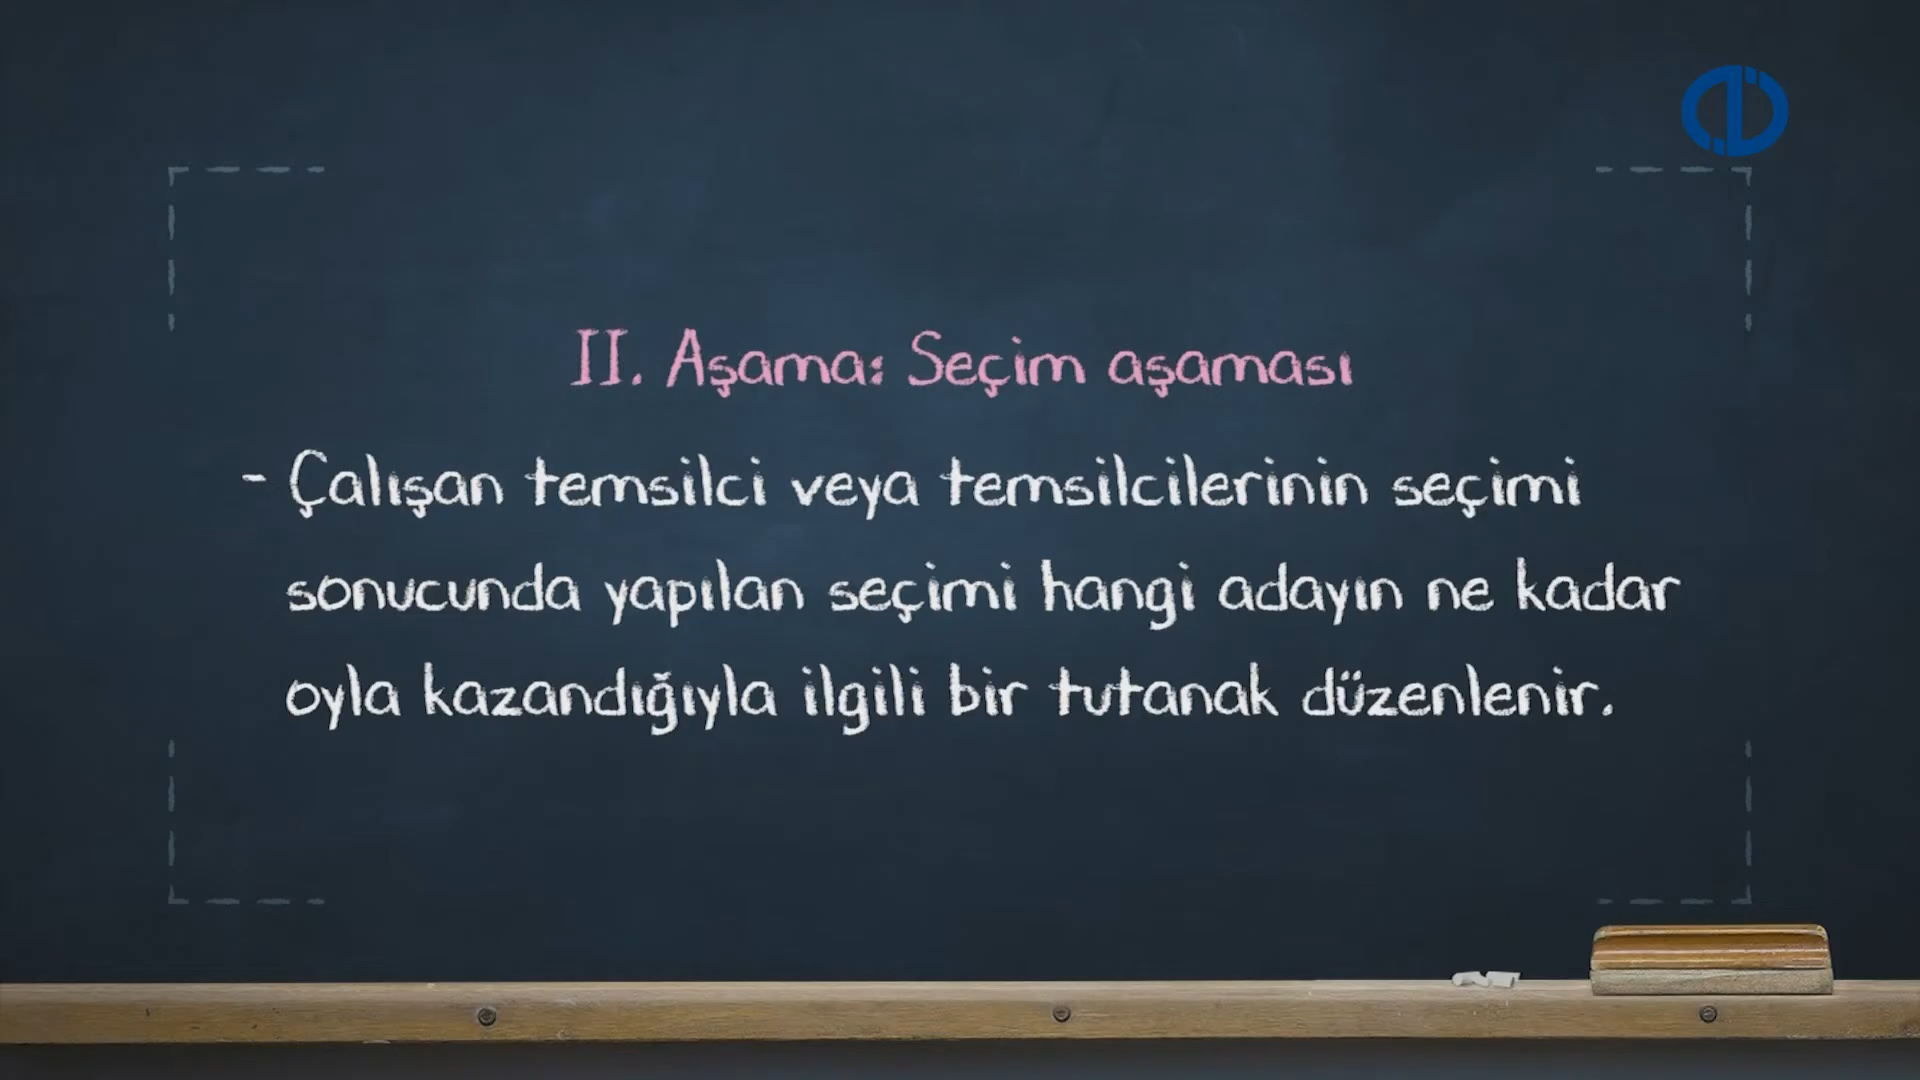 II. Aşama: Seçim aşaması
- Çalışan temsilci veya temsilcilerinin seçimi
sonucunda yapılan seçimi hangi adayın ne kadar
oyla kazandığıyla ilgili bir tutanak düzenlenir.